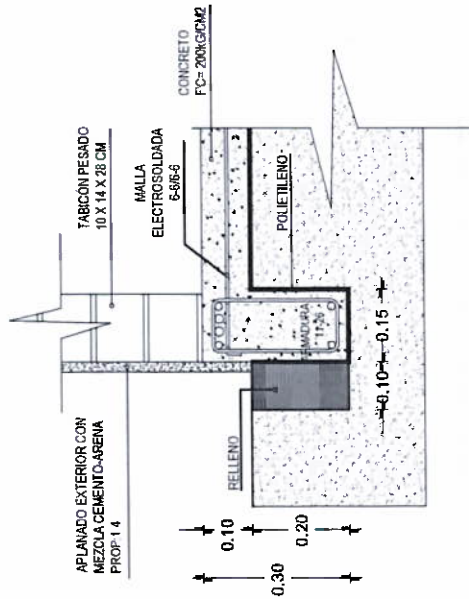 APLANADO EXTERIOR CON
MEZCLA CEMENTO-ARENA
PROP:1 4
TABICON PESADO
10 X 14 X 28 CM
MALLA
ELECTROSOLDADA
6-6/6-6
CONCRETO
F'C= 200KG/CM2
RELLENO
POLIETILENO
0.10
0.20
0.30
0.10
0.15